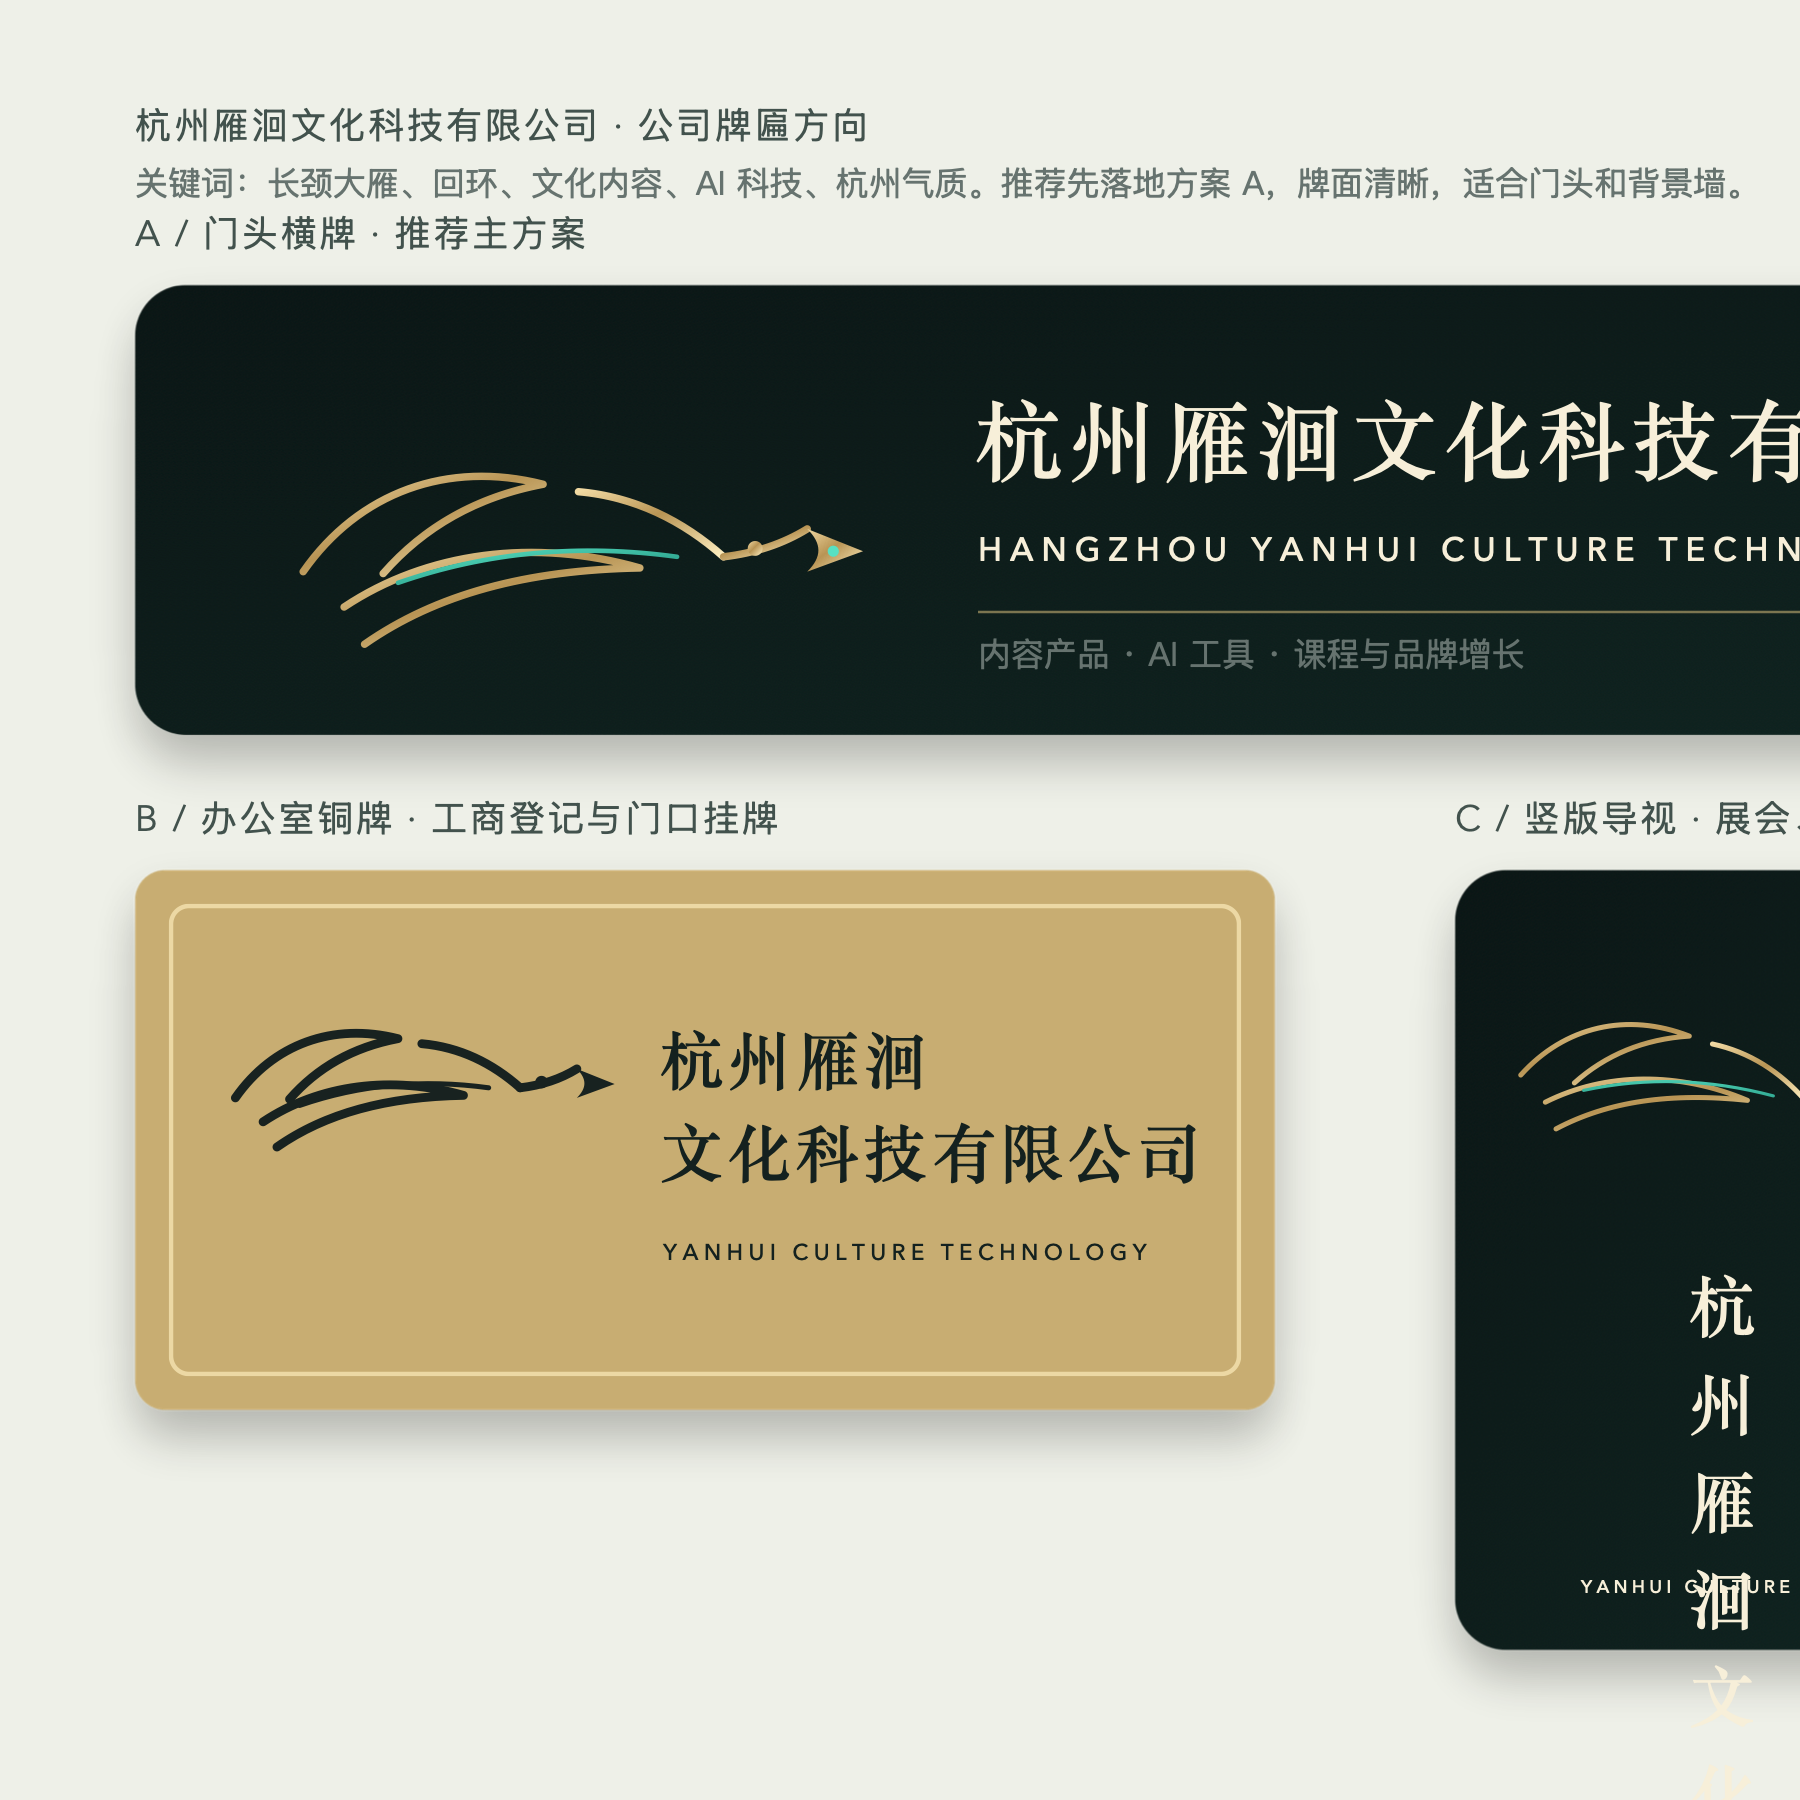 杭州雁洄文化科技有限公司 · 公司牌匾方向
关键词：长颈大雁、回环、文化内容、AI 科技、杭州气质。推荐先落地方案 A，牌面清晰，适合门头和背景墙。
A / 门头横牌 · 推荐主方案
杭州雁洄文化科技有
HANGZHOU YANHUI CULTURE TECHN
内容产品 · AI 工具 · 课程与品牌增长
B / 办公室铜牌 · 工商登记与门口挂牌
杭州雁洄
文化科技有限公司
YANHUI CULTURE TECHNOLOGY
C / 竖版导视 · 展会、
杭州雁洄文化
YANHUI CULTURE